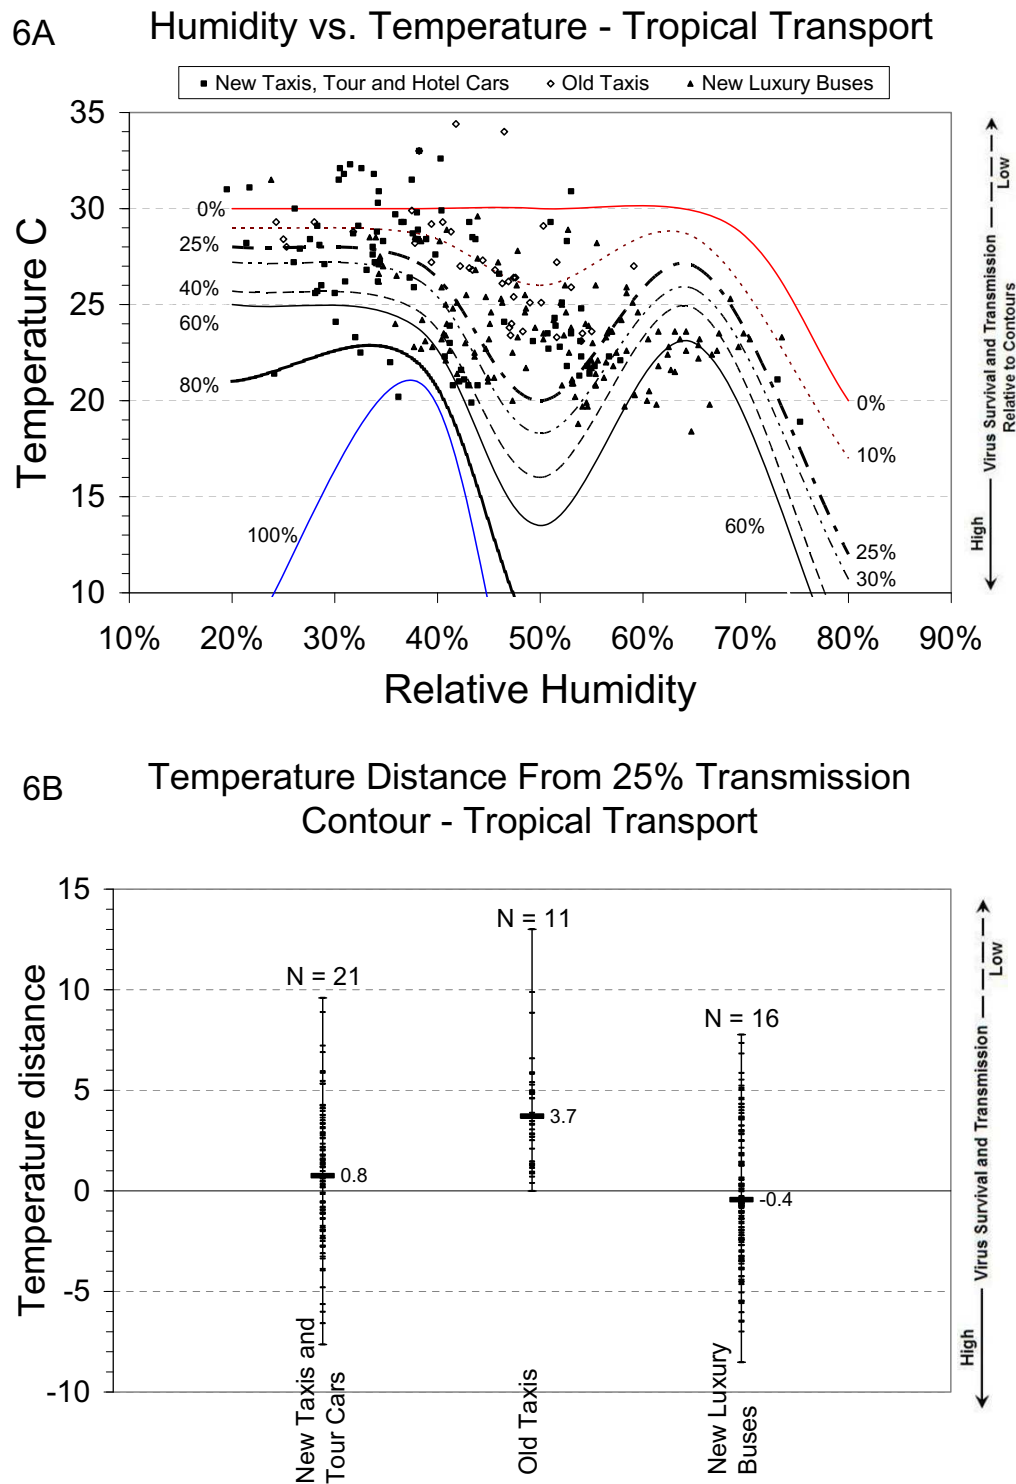 6A
Humidity vs. Temperature - Tropical Transport
New Taxis, Tour and Hotel Cars
Old Taxis
New Luxury Buses
35
30
25
20
15
10
Temperature C
0%
25%
40%
60%
80%
100%
60%
0%
10%
25%
30%
10% 20% 30% 40% 50% 60% 70% 80% 90%
Relative Humidity
Low
Virus Survival and Transmission
Relative to Contours
High
6B
Temperature Distance From 25% Transmission
Contour - Tropical Transport
15
10
5
0
-5
-10
Temperature distance
N = 21
N = 11
N = 16
0.8
3.7
-0.4
New Taxis and
Tour Cars
Old Taxis
New Luxury
Buses
Low
Virus Survival and Transmission
High